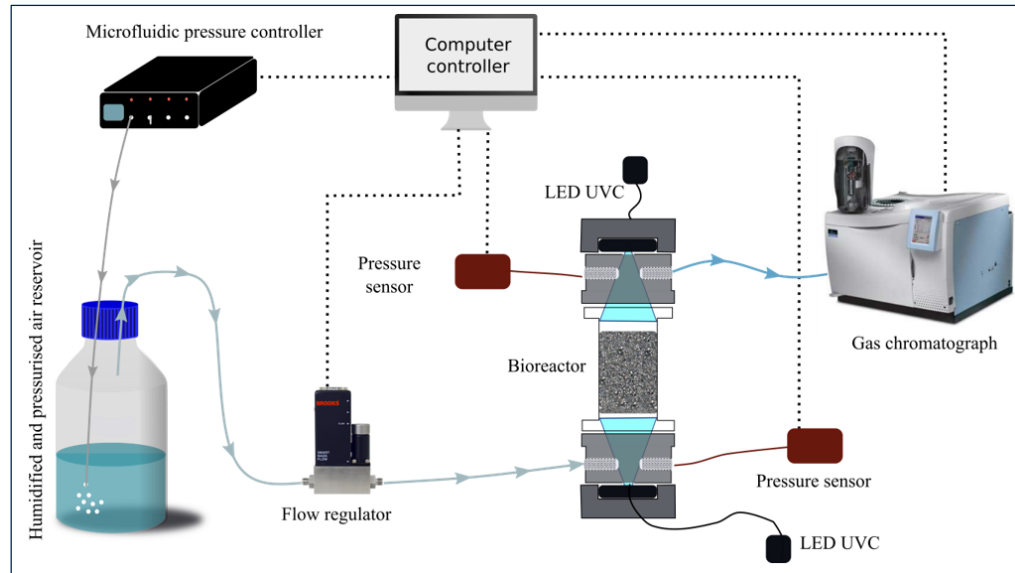 Microfluidic pressure controller
Computer
controller
LED UVC
Pressure
sensor
Humidified and pressurised air reservoir
Gas chromatograph
Bioreactor
BROOKS
Flow regulator
Pressure sensor
LED UVC